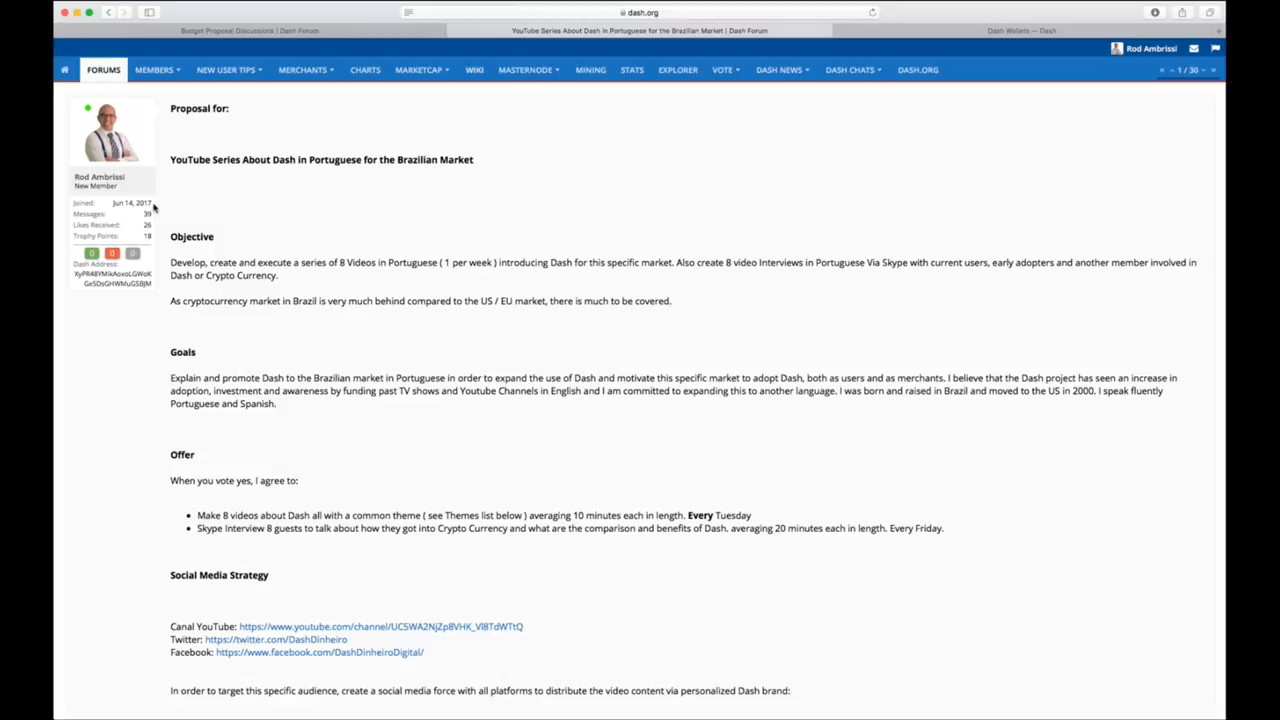 dash.org
Budget Proposal Discussions | Dash Forum
YouTube Series About Dash in Portuguese for the Brazilian Market | Dash Forum
Dash Wallets — Dash
Rod Ambrissi
FORUMS MEMBERS NEW USER TIPS MERCHANTS CHARTS MARKETCAP WIKI MASTERNODE MINING STATS EXPLORER VOTE DASH NEWS DASH CHATS DASH.ORG 1 / 30
Rod Ambrissi
New Member
Joined: Jun 14, 2017
Messages: 39
Likes Received: 26
Trophy Points: 18
0 0 0
Dash Address:
Proposal for:
YouTube Series About Dash in Portuguese for the Brazilian Market
Objective
Develop, create and execute a series of 8 Videos in Portuguese ( 1 per week ) introducing Dash for this specific market. Also create 8 video Interviews in Portuguese Via Skype with current users, early adopters and another member involved in
Dash or Crypto Currency.
As cryptocurrency market in Brazil is very much behind compared to the US / EU market, there is much to be covered.
Goals
Explain and promote Dash to the Brazilian market in Portuguese in order to expand the use of Dash and motivate this specific market to adopt Dash, both as users and as merchants. I believe that the Dash project has seen an increase in
adoption, investment and awareness by funding past TV shows and Youtube Channels in English and I am committed to expanding this to another language. I was born and raised in Brazil and moved to the US in 2000. I speak fluently
Portuguese and Spanish.
Offer
When you vote yes, I agree to:
• Make 8 videos about Dash all with a common theme ( see Themes list below ) averaging 10 minutes each in length. Every Tuesday
• Skype Interview 8 guests to talk about how they got into Crypto Currency and what are the comparison and benefits of Dash. averaging 20 minutes each in length. Every Friday.
Social Media Strategy
Canal YouTube: https://www.youtube.com/channel/UC5WA2NjZp8VHK_Vl8TdWTtQ
Twitter: https://twitter.com/DashDinheiro
Facebook: https://www.facebook.com/DashDinheiroDigital/
In order to target this specific audience, create a social media force with all platforms to distribute the video content via personalized Dash brand: